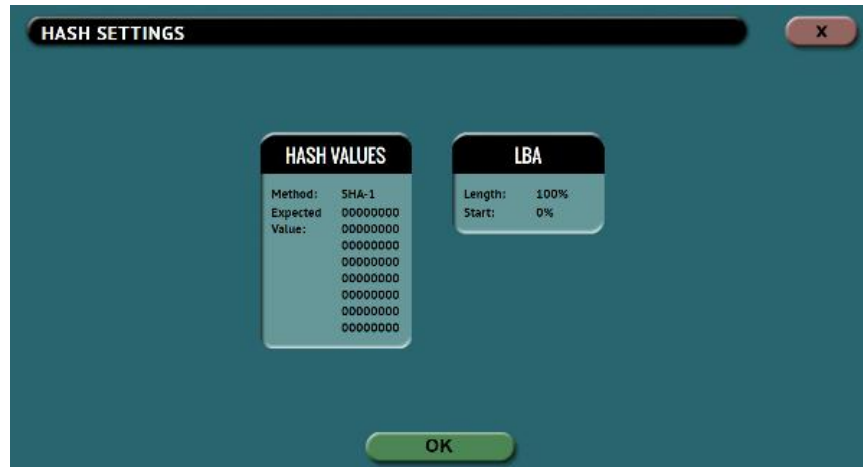 HASH SETTINGS
X
HASH VALUES
Method: SHA-1
Expected 00000000
Value: 00000000
00000000
00000000
00000000
00000000
00000000
00000000
LBA
Length: 100%
Start: 0%
OK